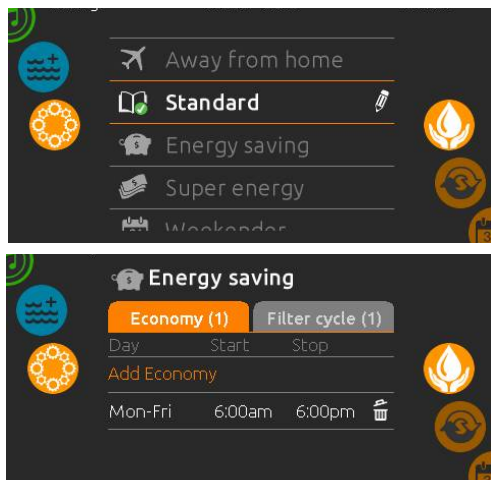 Away from home
Standard
Energy saving
Super energy
Weekender
Energy saving
Economy (1) Filter cycle (1)
Day Start Stop
Add Economy
Mon-Fri 6:00am 6:00pm